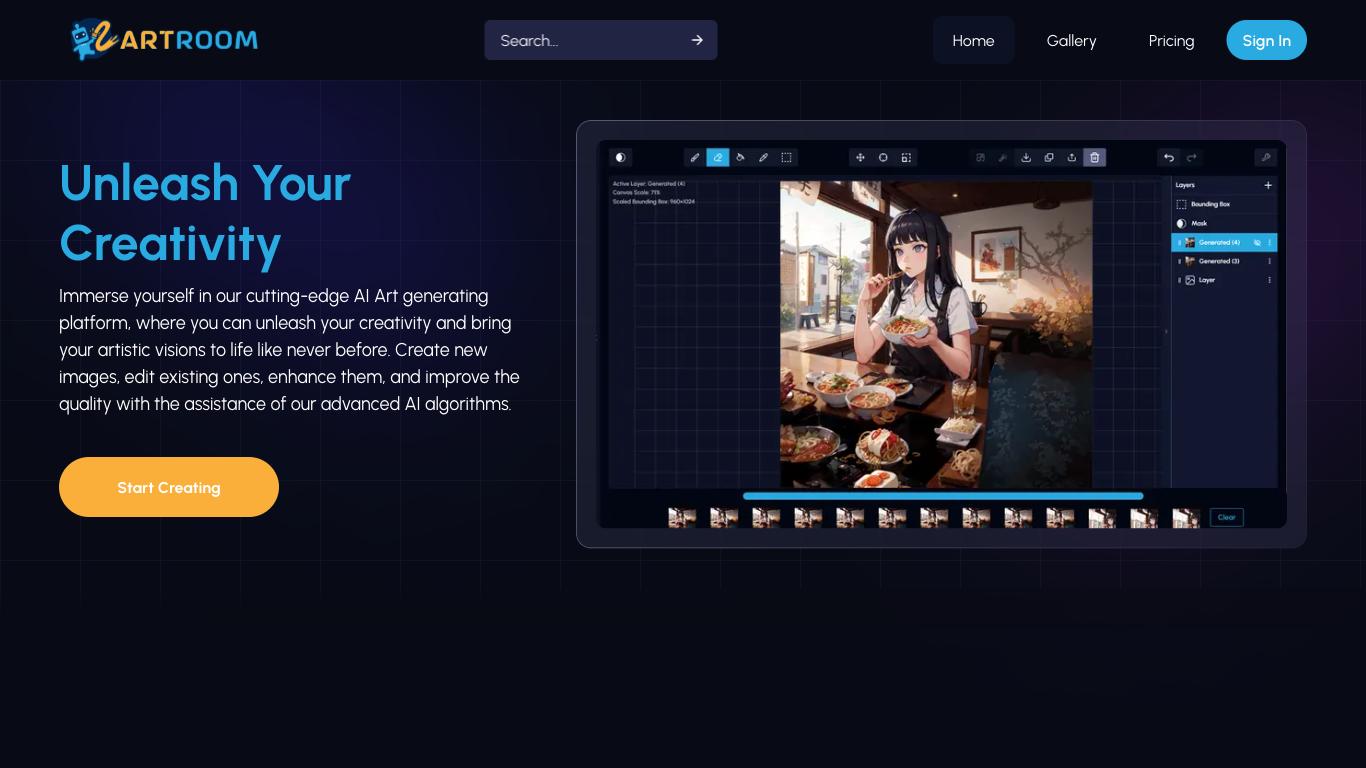 ARTROOM
Search...
Home
Gallery
Pricing
Sign In
Unleash Your
Creativity
Immerse yourself in our cutting-edge AI Art generating
platform, where you can unleash your creativity and bring
your artistic visions to life like never before. Create new
images, edit existing ones, enhance them, and improve the
quality with the assistance of our advanced AI algorithms.
Start Creating
Active Layer: Generated (4)
Canvas Scale: 71%
Scaled Bounding Box: 960×1024
Layers
Bounding Box
Mask
Generated (4)
Generated (3)
Layer
Clear